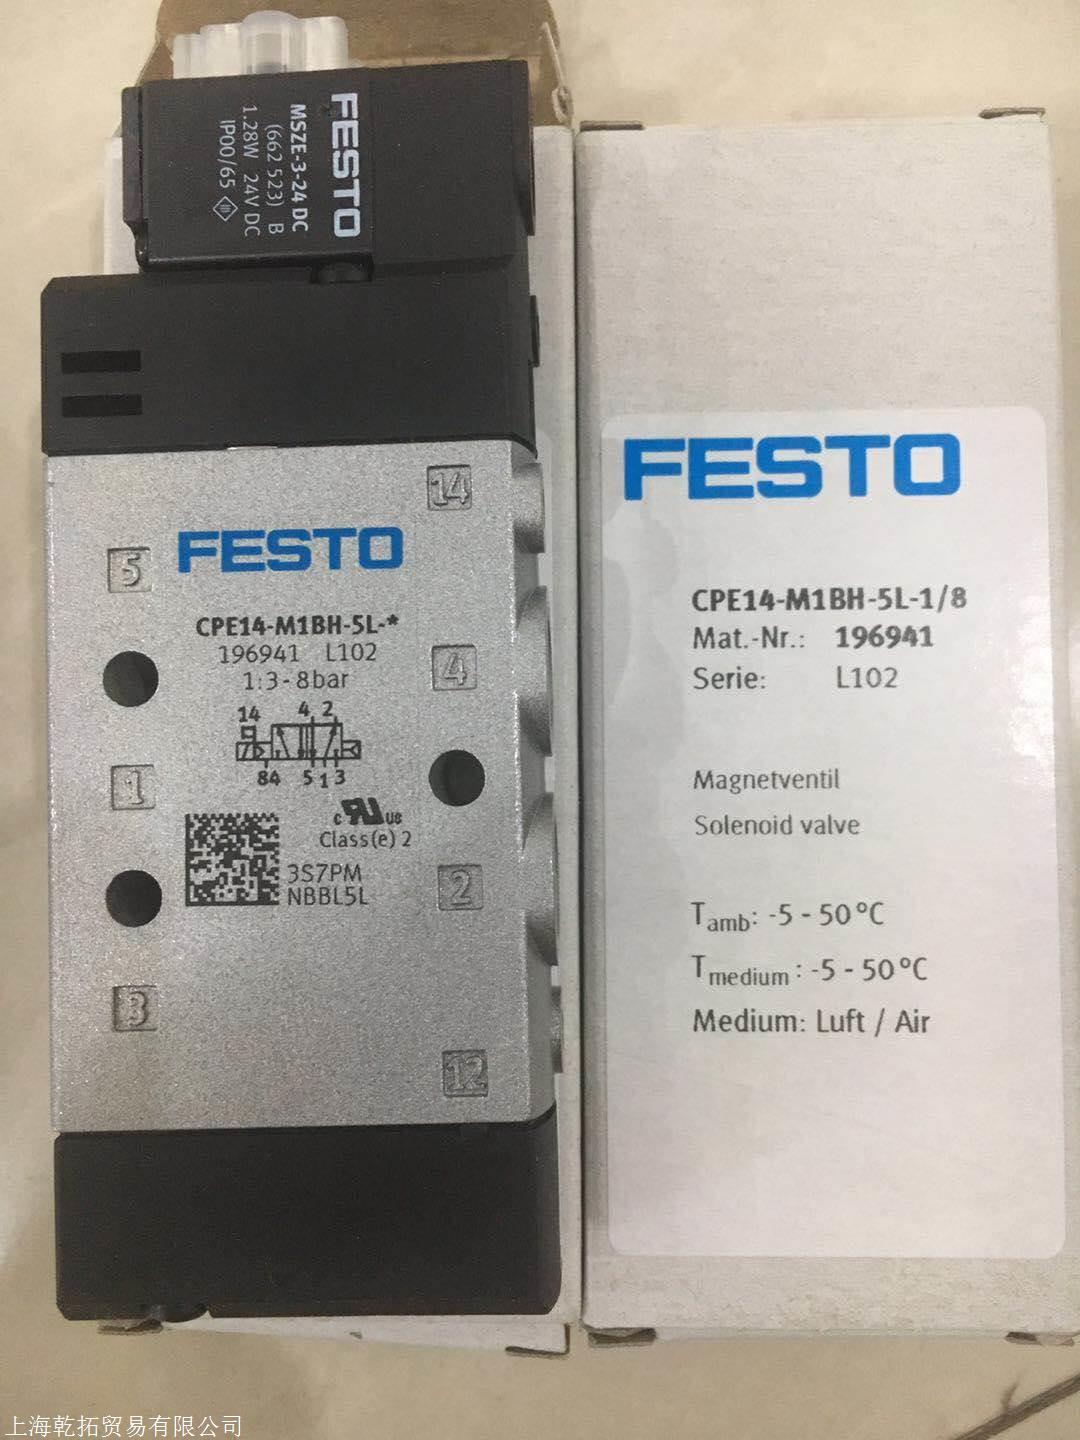 FESTO
MSZE-3-24 DC
(662 523) B
1.28W 24V DC
IP00/65
14
FESTO
5
CPE14-M1BH-5L-*
196941 L102
1:3-8bar
4
14
4 2
84 5 1 3
1
c RU us
Class(e) 2
3S7PM
NBBL5L
2
3
12
FESTO
CPE14-M1BH-5L-1/8
Mat.-Nr.: 196941
Serie: L102
Magnetventil
Solenoid valve
Tamb: -5 - 50°C
Tmedium : -5 - 50°C
Medium: Luft / Air
上海乾拓贸易有限公司